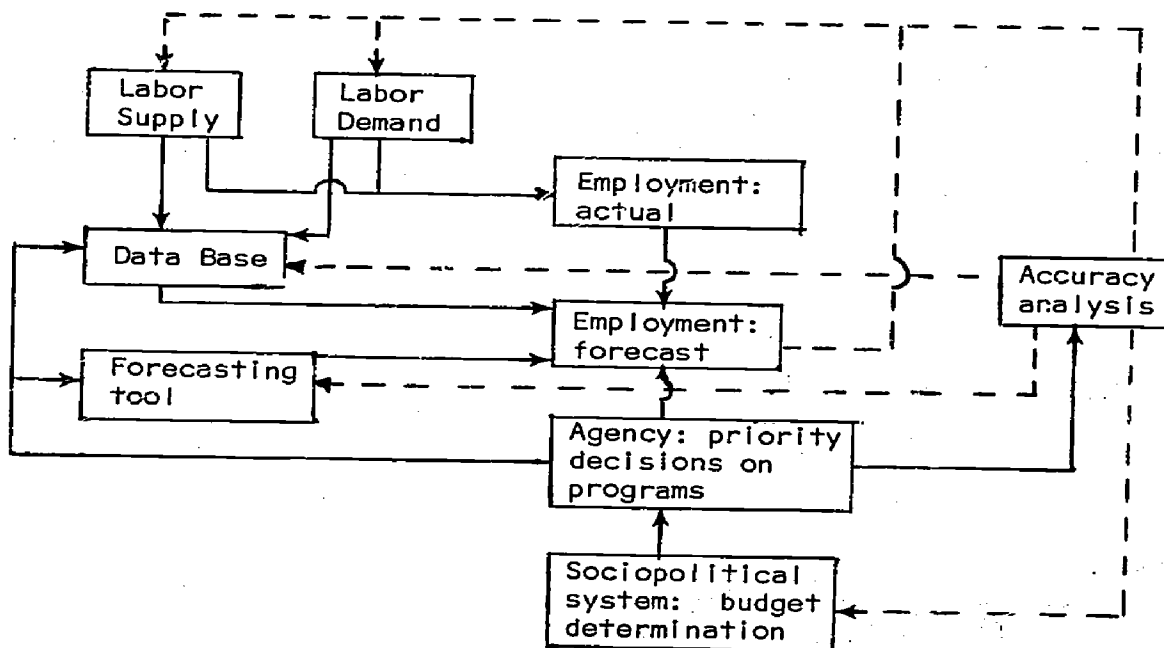 Labor
Supply
Labor
Demand
Employment:
actual
Data Base
Accuracy
analysis
Employment:
forecast
Forecasting
tool
Agency: priority
decisions on
programs
Sociopolitical
system: budget
determination